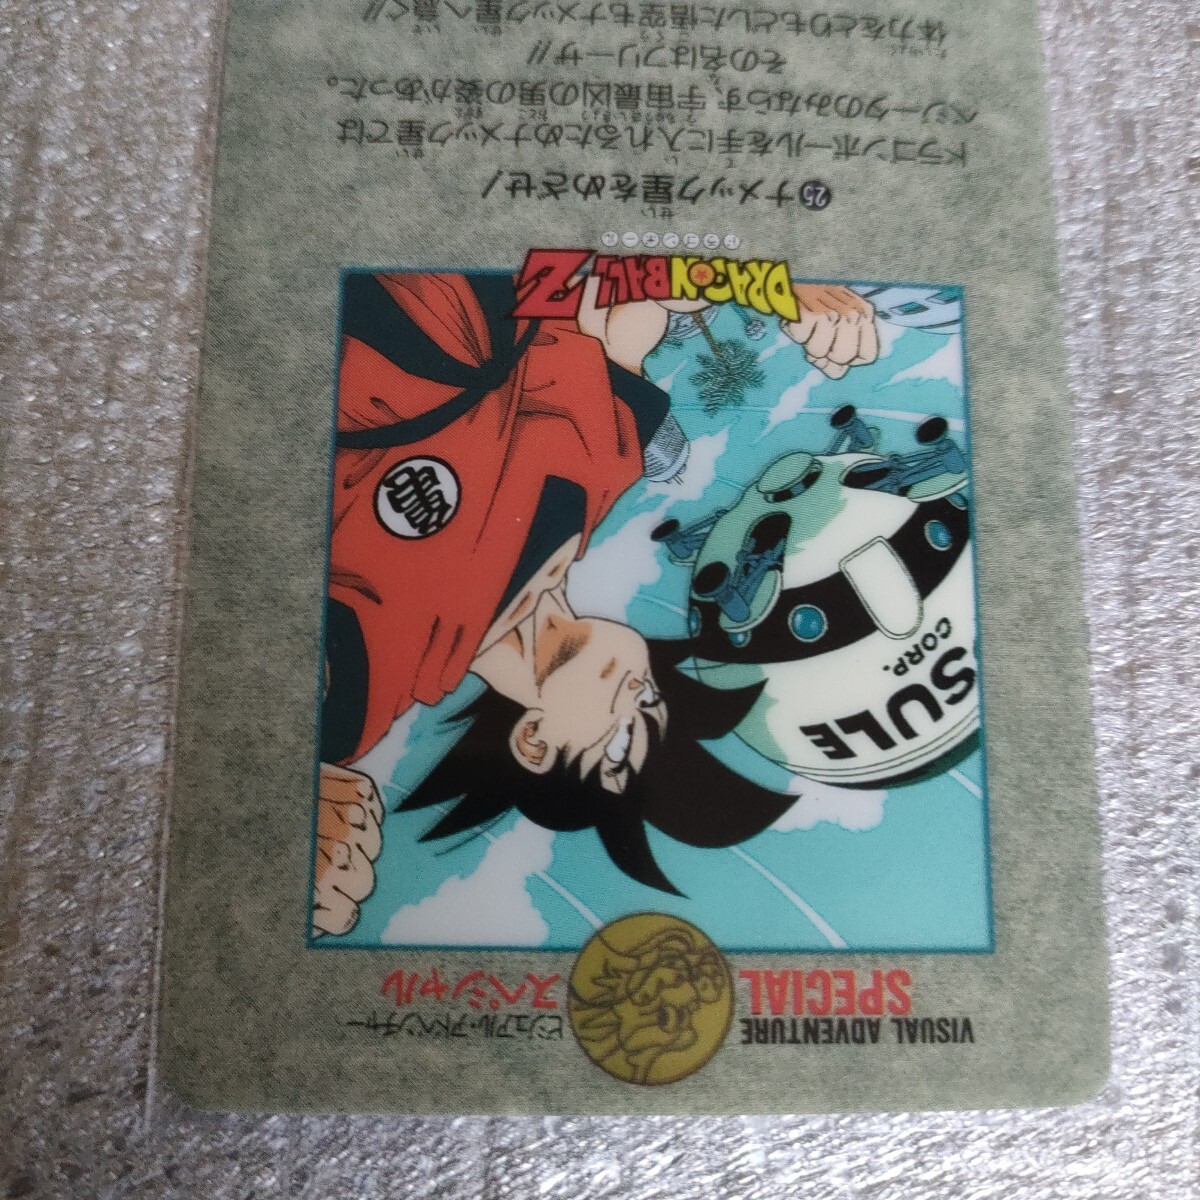 VISUAL ADVENTURE
SPECIAL
ビジュアル・アドベンチャー
スペシャル
SULE
CORP.
DRAGON BALL Z
ドラゴンボール
㉕ナメック星をめざせ!
ドラゴンボールを手に入れるためナメック星では
ベジータのみならず、宇宙最凶の男の姿があった。
その名はフリーザ!!
体力をとりもどした悟空もナメック星へ急ぐ!!